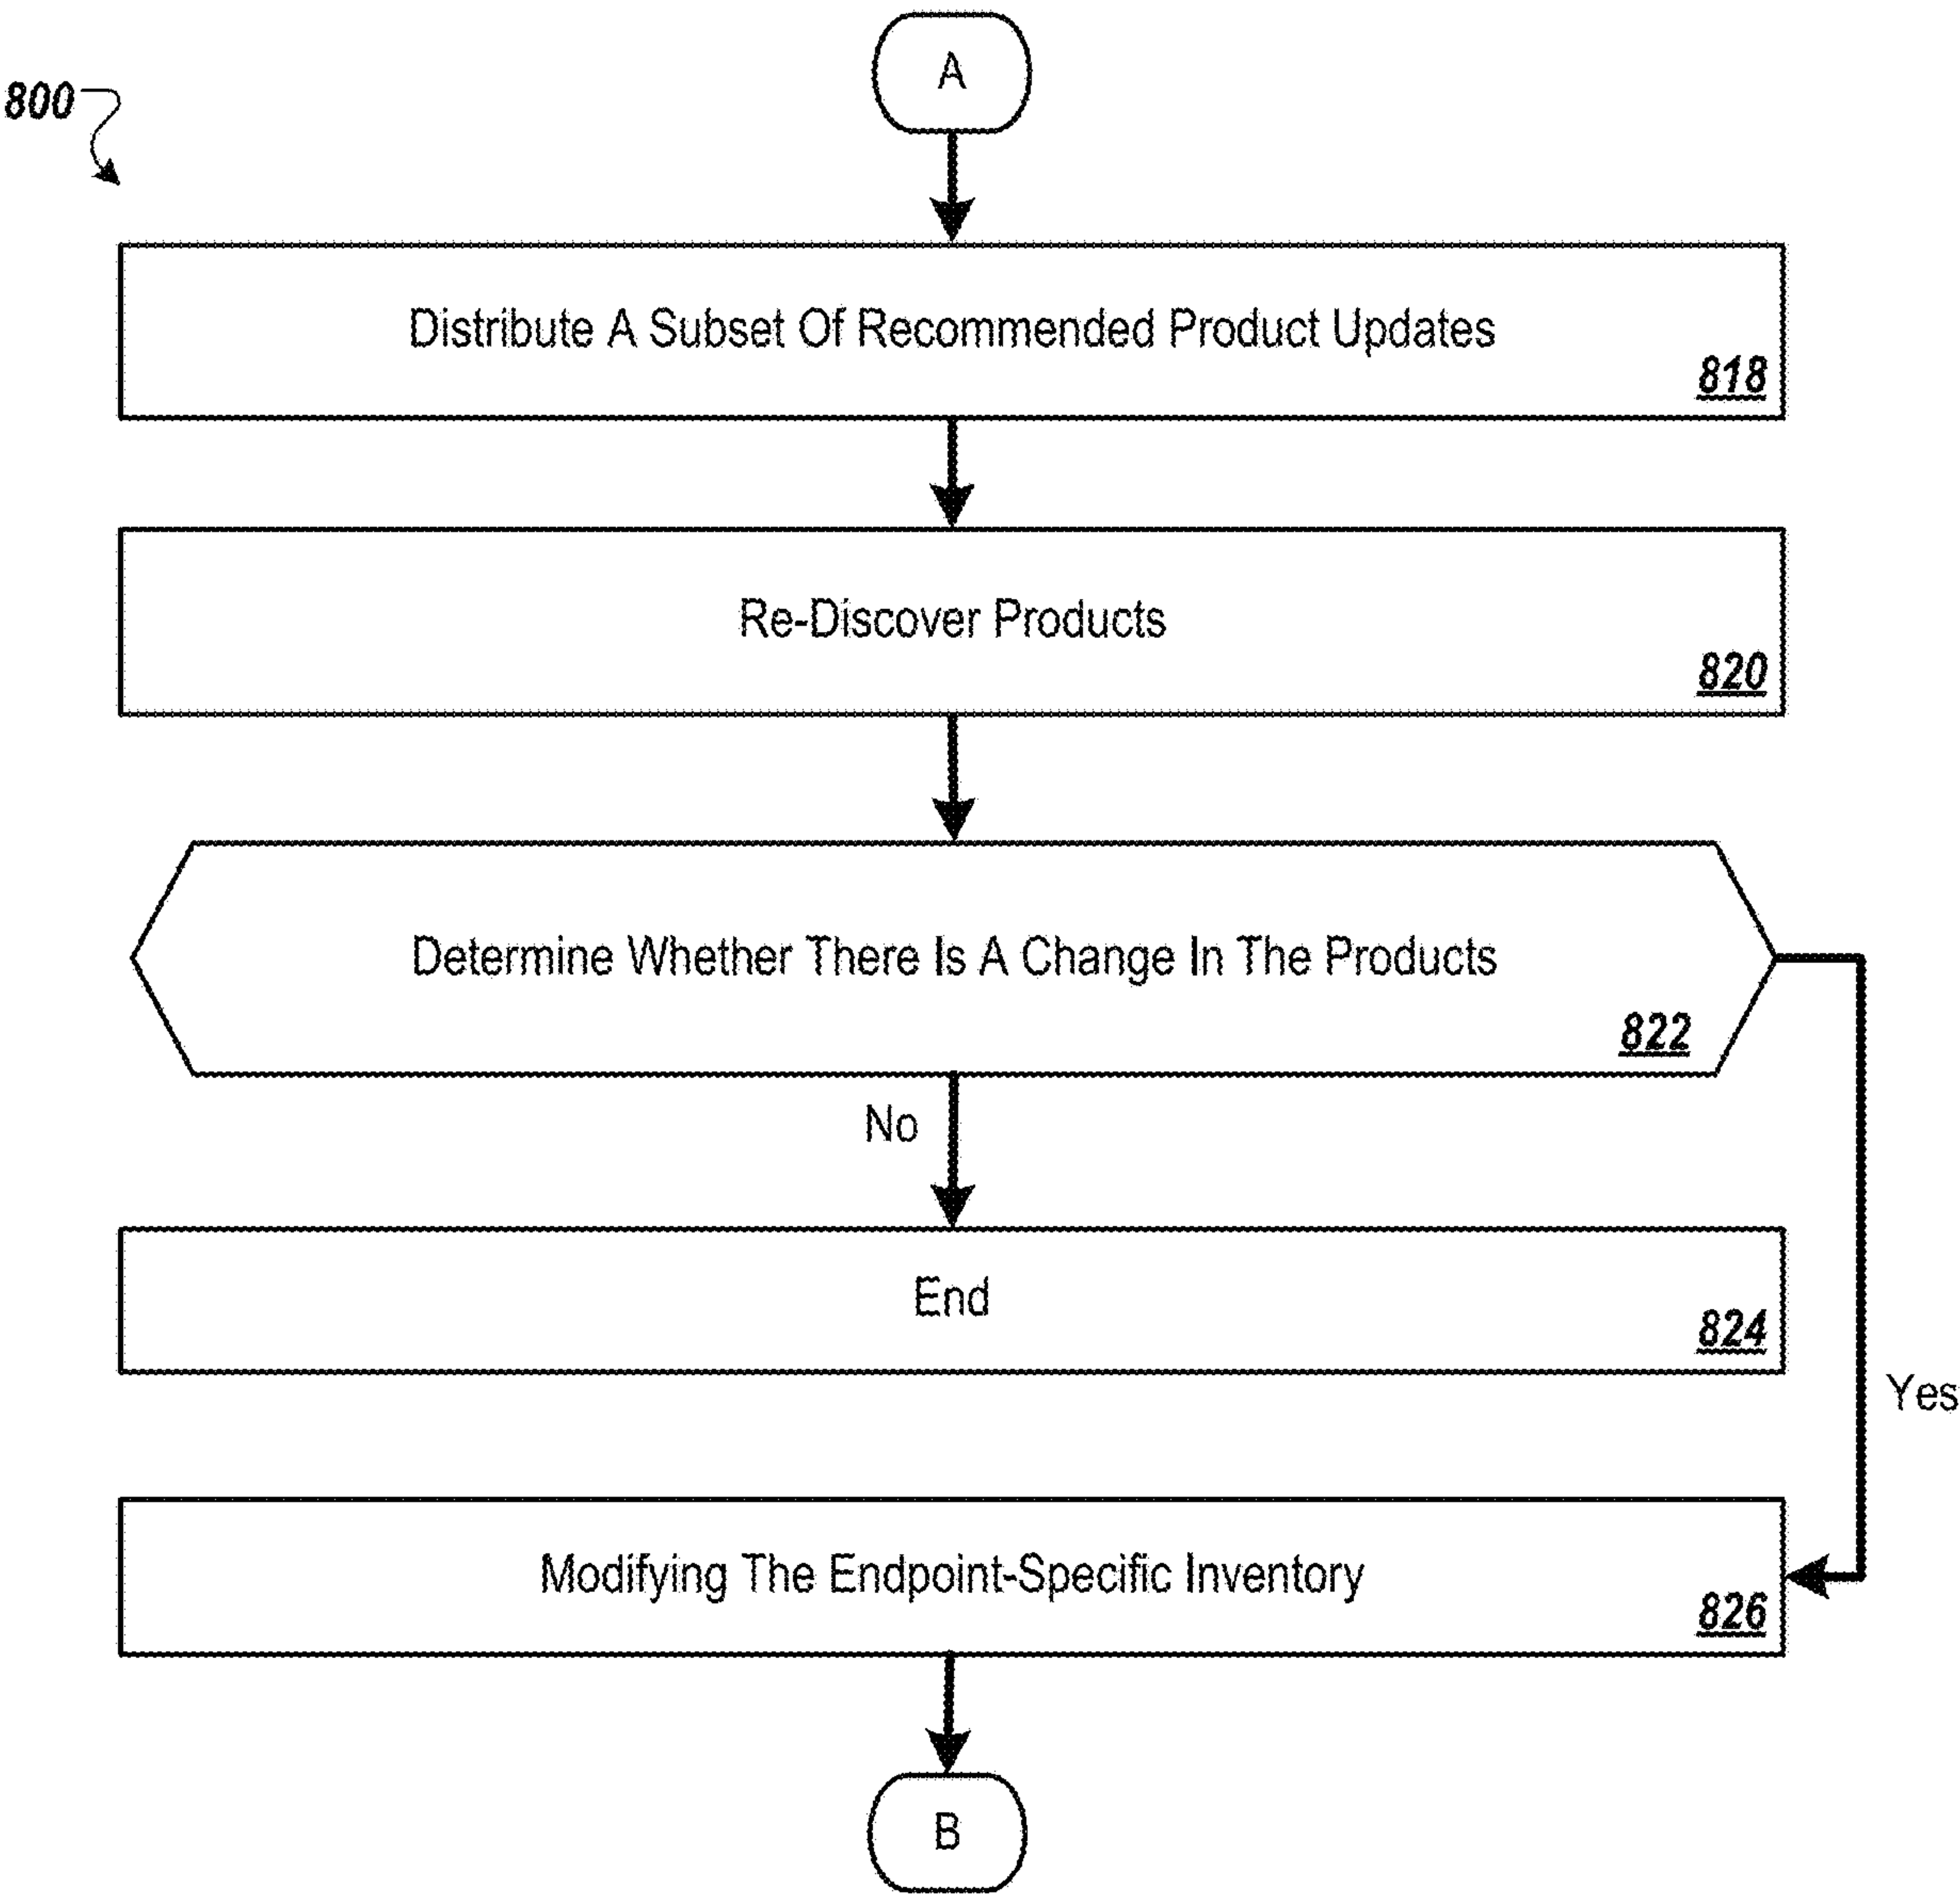 A
800
Distribute A Subset Of Recommended Product Updates
818
Re-Discover Products
820
Determine Whether There Is A Change In The Products
822
No
End
824
Yes
Modifying The Endpoint-Specific Inventory
826
B